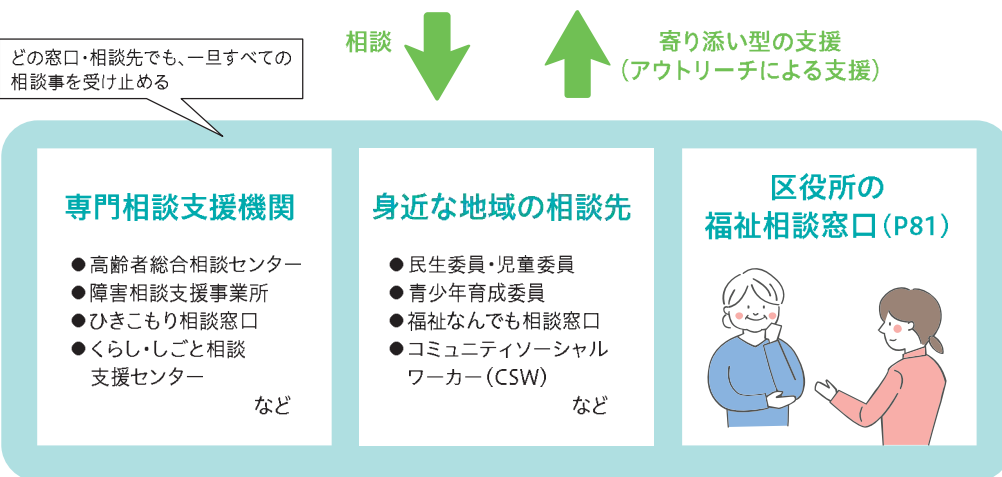 相談
寄り添い型の支援
（アウトリーチによる支援）
どの窓口・相談先でも、一旦すべての
相談事を受け止める
専門相談支援機関
●高齢者総合相談センター
●障害相談支援事業所
●ひきこもり相談窓口
●くらし・しごと相談
支援センター
など
身近な地域の相談先
●民生委員・児童委員
●青少年育成委員
●福祉なんでも相談窓口
●コミュニティソーシャル
ワーカー（CSW）
など
区役所の
福祉相談窓口（P81）